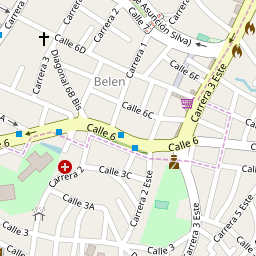 Asunción Silva)
Calle 6D
Carrera 1
Carrera 3
Diagonal 6B Bis
Calle 6F
Belen
Calle 6C
Carrera 3 Este
Calle 6
Calle 6
6
Calle 3C
Carrera 2
Carrera 2 Este
Calle 3A
Carrera 3 Este
Carrera 5 Este
Calle 3
Calle 3